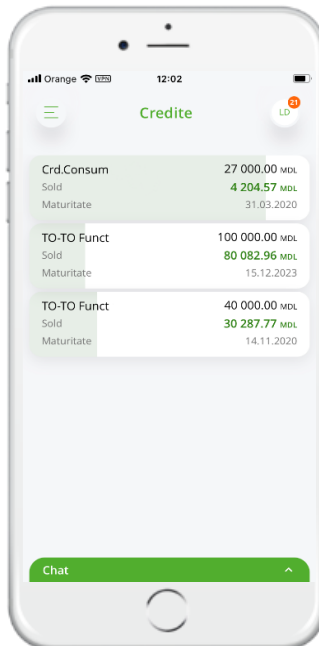 Orange VPN 12:02
Credite
LD 21
Crd.Consum 27 000.00 MDL
Sold 4 204.57 MDL
Maturitate 31.03.2020
TO-TO Funct 100 000.00 MDL
Sold 80 082.96 MDL
Maturitate 15.12.2023
TO-TO Funct 40 000.00 MDL
Sold 30 287.77 MDL
Maturitate 14.11.2020
Chat